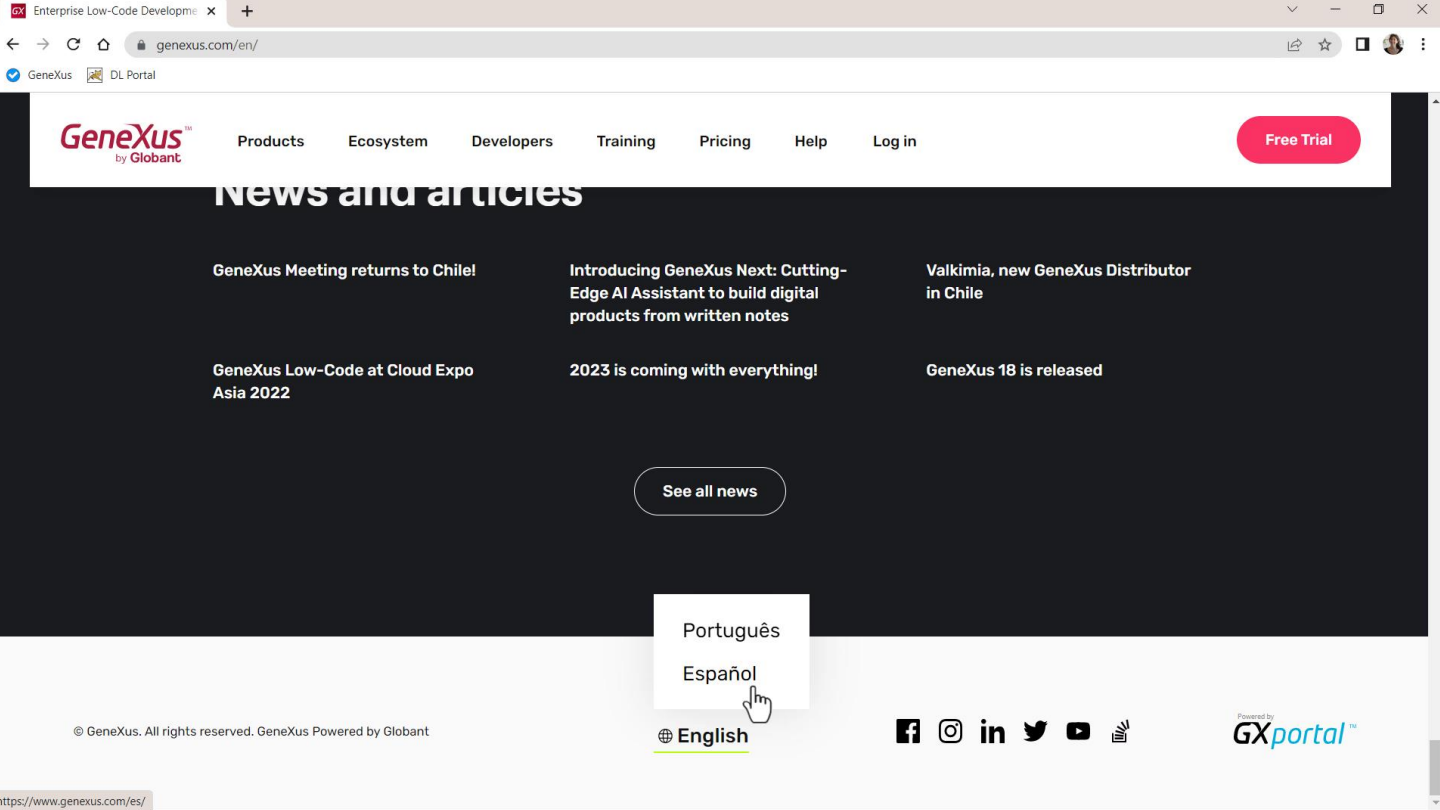 Enterprise Low-Code Developme
genexus.com/en/
GeneXus DL Portal
GeneXus™
by Globant
Products Ecosystem Developers Training Pricing Help Log in
Free Trial
News and articles
GeneXus Meeting returns to Chile!
Introducing GeneXus Next: Cutting-
Edge AI Assistant to build digital
products from written notes
Valkimia, new GeneXus Distributor
in Chile
GeneXus Low-Code at Cloud Expo
Asia 2022
2023 is coming with everything!
GeneXus 18 is released
See all news
Português
Español
English
© GeneXus. All rights reserved. GeneXus Powered by Globant
Powered by
GXportal™
https://www.genexus.com/es/